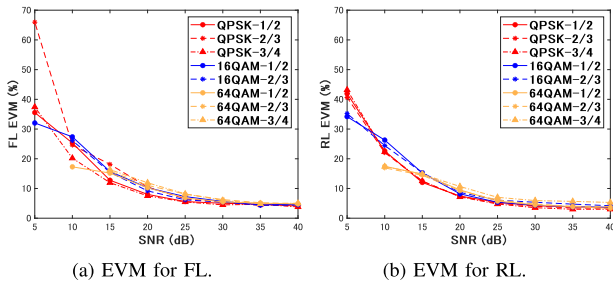 FL EVM (%)
70
60
50
40
30
20
10
0
5 10 15 20 25 30 35 40
SNR (dB)
QPSK-1/2
QPSK-2/3
QPSK-3/4
16QAM-1/2
16QAM-2/3
64QAM-1/2
64QAM-2/3
64QAM-3/4
(a) EVM for FL.
RL EVM (%)
70
60
50
40
30
20
10
0
5 10 15 20 25 30 35 40
SNR (dB)
QPSK-1/2
QPSK-2/3
QPSK-3/4
16QAM-1/2
16QAM-2/3
64QAM-1/2
64QAM-2/3
64QAM-3/4
(b) EVM for RL.